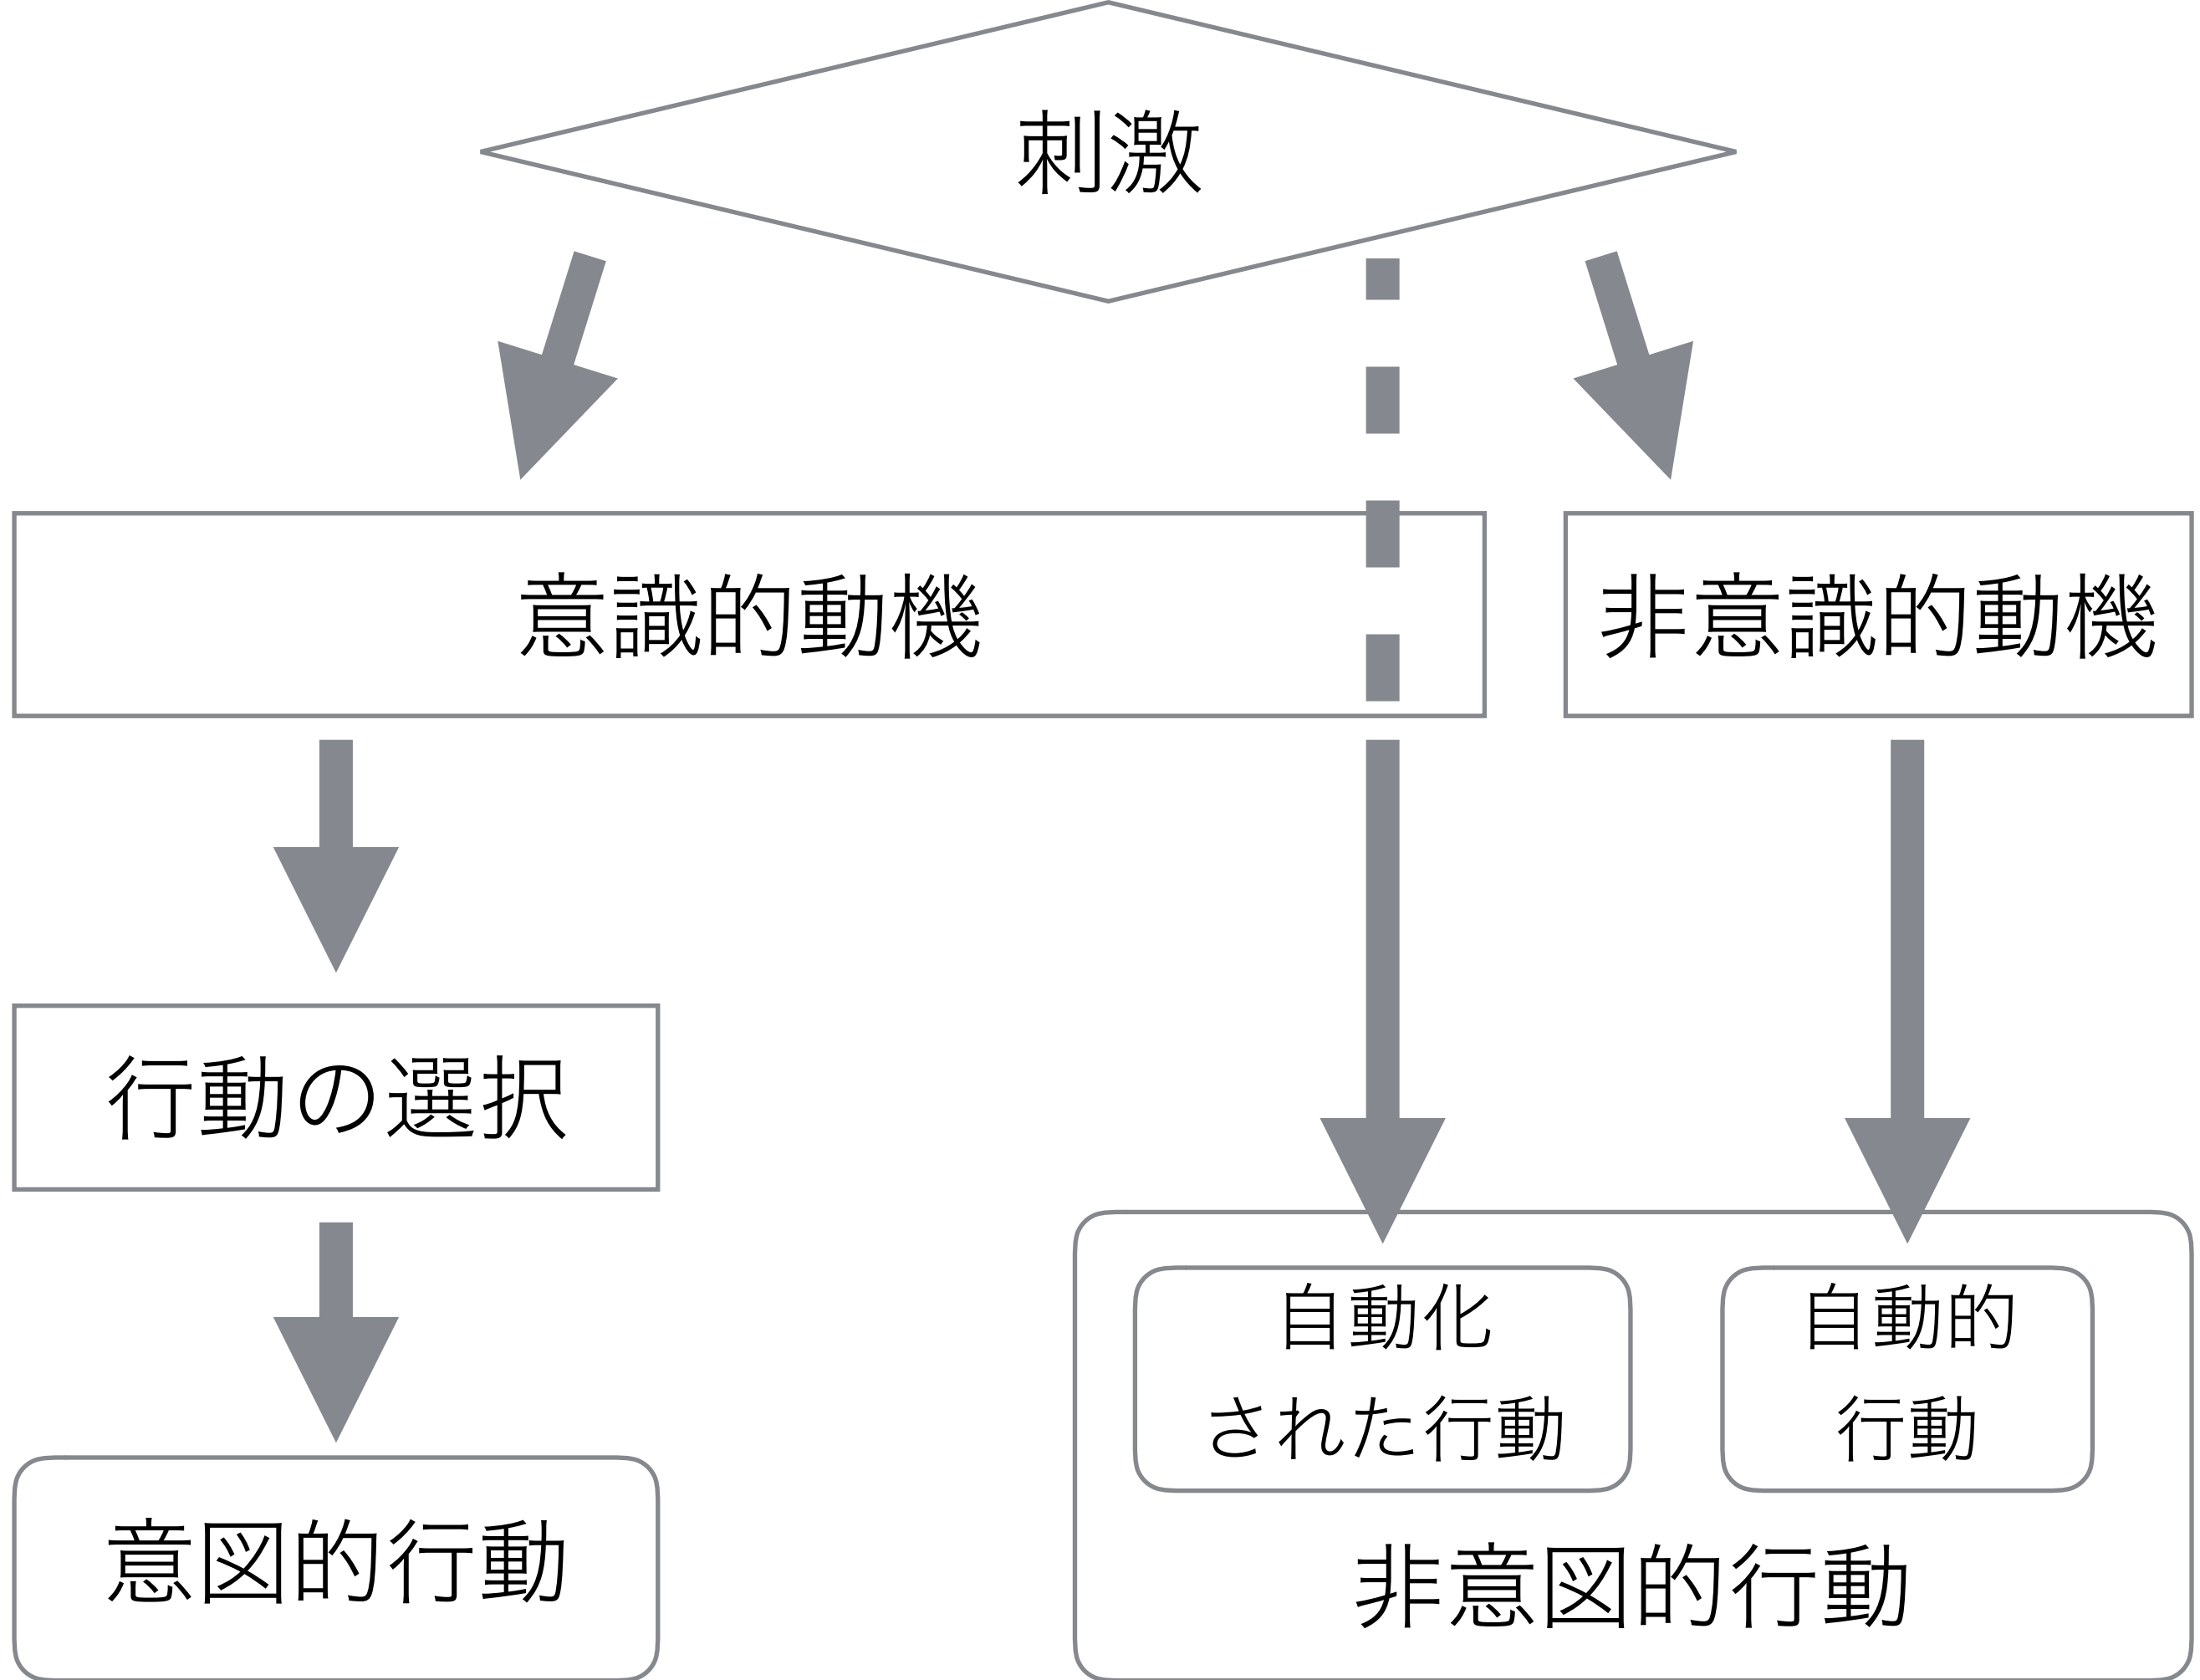 刺激
意識的動機
非意識的動機
行動の選択
自動化
された行動
自動的
行動
意図的行動
非意図的行動